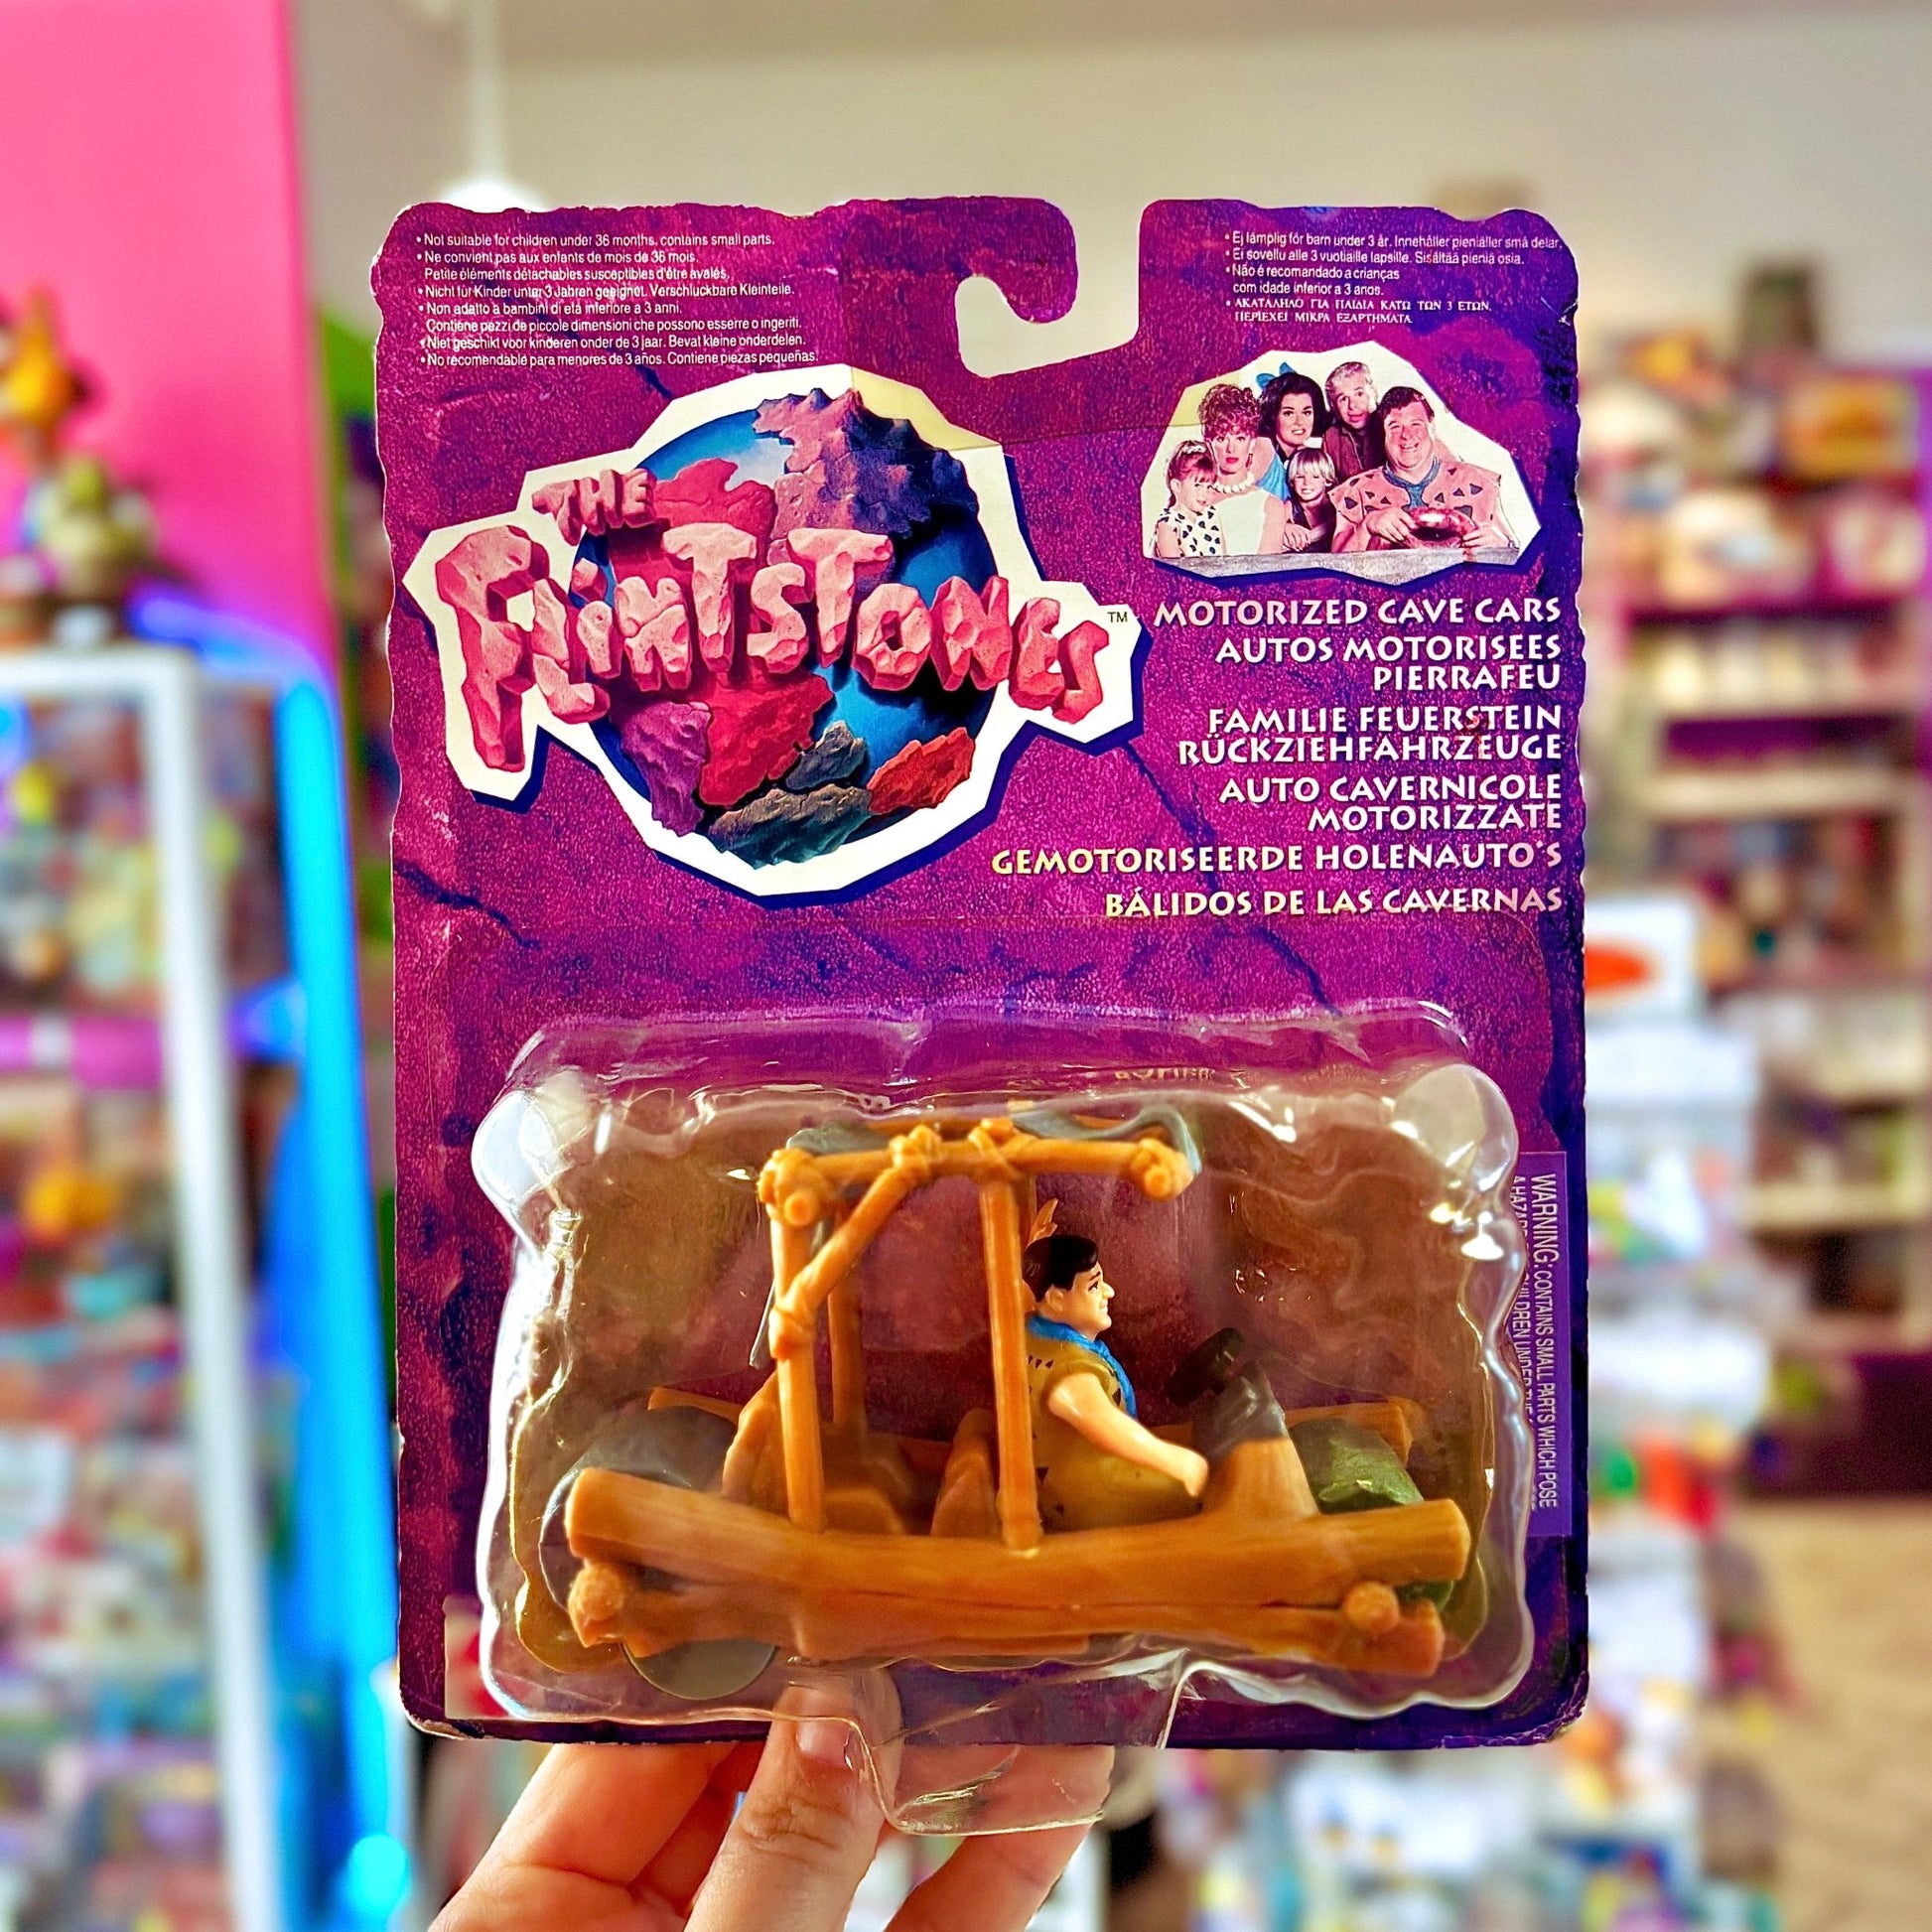 • Not suitable for children under 36 months. contains small parts.
• Ne convient pas aux enfants de mois de 36 mois.
Petite éléments détachables susceptibles d'être avalés.
• Nicht für Kinder unter 3 Jahren geeignet. Verschluckbare Kleinteile.
• Non adatto a bambini di età inferiore a 3 anni.
Contiene pezzi de piccole dimensioni che possono esserre o ingeriti.
• Niet geschikt voor kinderen onder de 3 jaar. Bevat kleine onderdelen.
• No recomendable para menores de 3 años. Contiene piezas pequeñas.
• Ej lämplig för barn under 3 år. Innehåller pieniäller små delar.
• Ei sovellu alle 3 vuotiaille lapsille. Sisältää pieniä osia.
• Não é recomandado a crianças
com idade inferior a 3 anos.
• ΑΚΑΤΑΛΗΛΟ ΓΙΑ ΠΑΙΔΙΑ ΚΑΤΩ ΤΩΝ 3 ΕΤΩΝ.
ΠΕΡΙΕΧΕΙ ΜΙΚΡΑ ΕΞΑΡΤΗΜΑΤΑ.
THE
FLINTSTONES™
MOTORIZED CAVE CARS
AUTOS MOTORISEES
PIERRAFEU
FAMILIE FEUERSTEIN
RÜCKZIEHFAHRZEUGE
AUTO CAVERNICOLE
MOTORIZZATE
GEMOTORISEERDE HOLENAUTO'S
BÁLIDOS DE LAS CAVERNAS
WARNING: CONTAINS SMALL PARTS WHICH POSE